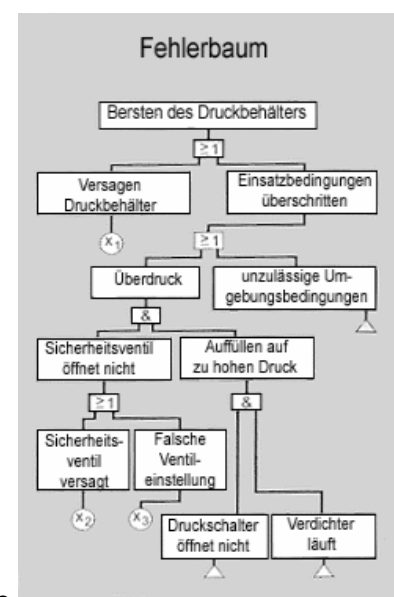 Fehlerbaum
Bersten des Druckbehälters
≥1
Versagen
Druckbehälter
Einsatzbedingungen
überschritten
x1
≥1
Überdruck
unzulässige Um-
gebungsbedingungen
&
Sicherheitsventil
öffnet nicht
Auffüllen auf
zu hohen Druck
≥1
&
Sicherheits-
ventil
versagt
Falsche
Ventil-
einstellung
x2
x3
Druckschalter
öffnet nicht
Verdichter
läuft